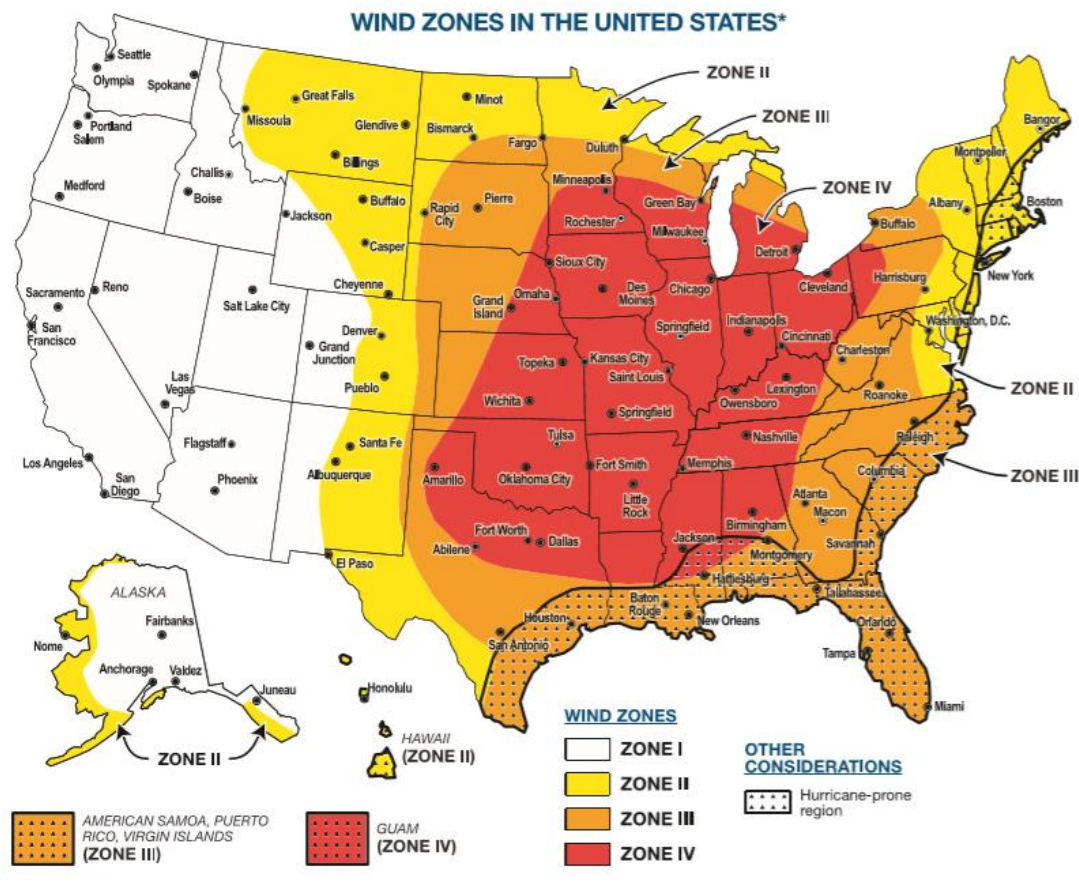 WIND ZONES IN THE UNITED STATES*
Seattle
Olympia
Spokane
Portland
Salem
Medford
Challis
Boise
Great Falls
Missoula
Glendive
Billings
Minot
Bismarck
Fargo
Duluth
ZONE II
ZONE III
ZONE IV
Minneapolis
Rochester
Green Bay
Milwaukee
Detroit
Buffalo
Albany
Montpelier
Bangor
Boston
New York
Jackson
Buffalo
Casper
Cheyenne
Rapid
City
Pierre
Sioux City
Omaha
Grand
Island
Des
Moines
Chicago
Cleveland
Harrisburg
Washington, D.C.
Sacramento
San
Francisco
Reno
Salt Lake City
Grand
Junction
Denver
Pueblo
Las
Vegas
Topeka
Kansas City
Wichita
Springfield
Saint Louis
Springfield
Indianapolis
Cincinnati
Charleston
Lexington
Owensboro
Roanoke
ZONE II
Los Angeles
San
Diego
Flagstaff
Phoenix
Santa Fe
Albuquerque
El Paso
Amarillo
Tulsa
Oklahoma City
Fort Smith
Little
Rock
Memphis
Nashville
Raleigh
Columbia
ZONE III
Atlanta
Macon
Savannah
Birmingham
Montgomery
Jackson
Hattiesburg
Fort Worth
Dallas
Abilene
San Antonio
Houston
Baton
Rouge
New Orleans
Tallahassee
Orlando
Tampa
Miami
ALASKA
Fairbanks
Nome
Anchorage
Valdez
Juneau
ZONE II
Honolulu
HAWAII
(ZONE II)
WIND ZONES
ZONE I
ZONE II
ZONE III
ZONE IV
OTHER
CONSIDERATIONS
Hurricane-prone
region
AMERICAN SAMOA, PUERTO
RICO, VIRGIN ISLANDS
(ZONE III)
GUAM
(ZONE IV)